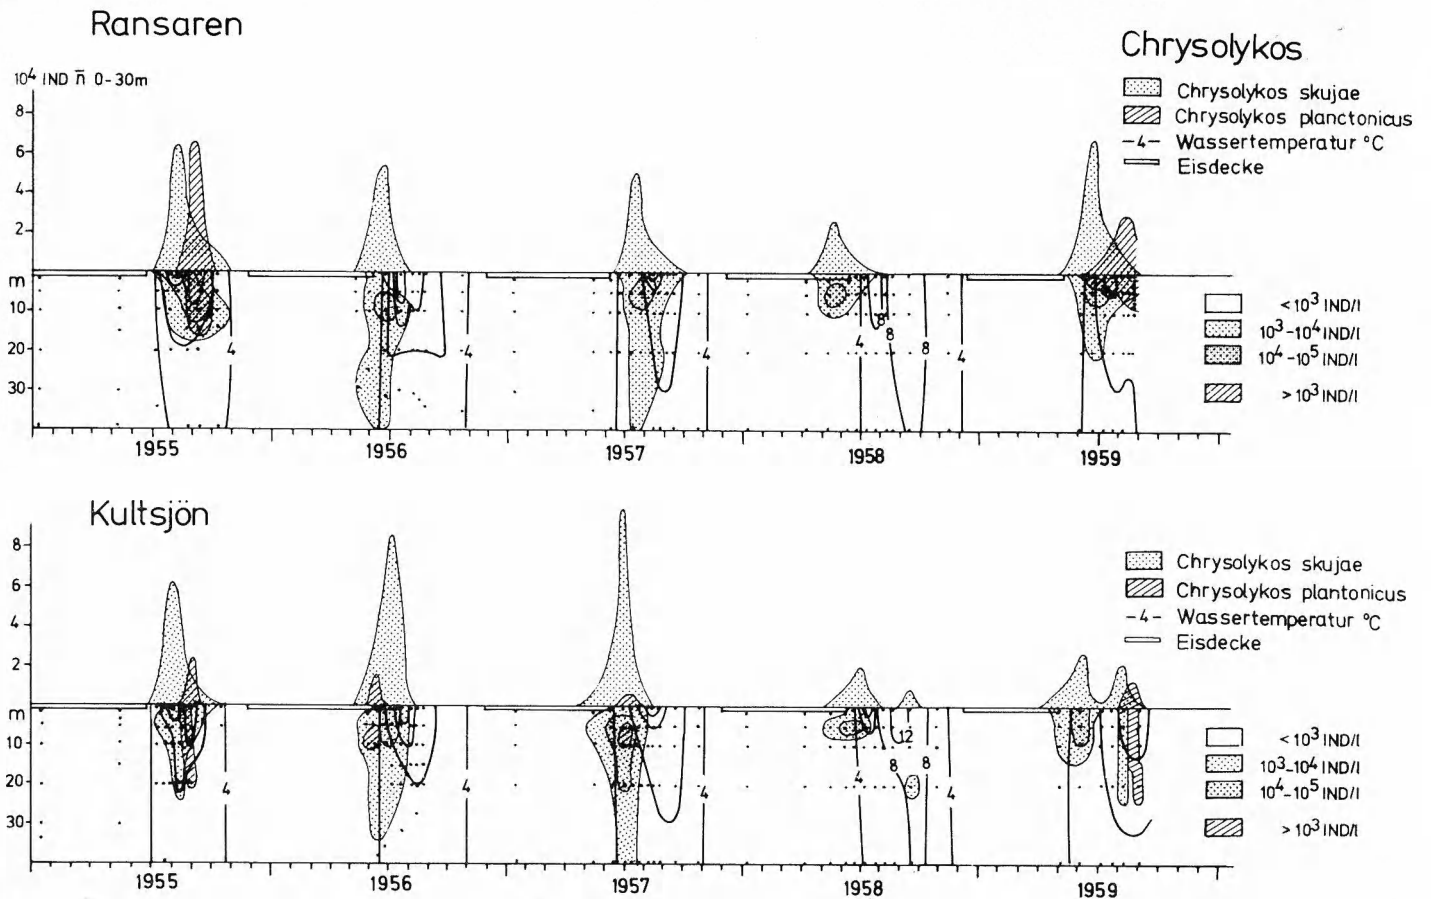 Ransaren
Chrysolykos
10⁴ IND n̄ 0-30m
Chrysolykos skujae
Chrysolykos planctonicus
-4- Wassertemperatur °C
Eisdecke
8
6
4
2
m
10
20
30
4
4
4
4
8
8
8
4
<10³ IND/l
10³-10⁴ IND/l
10⁴-10⁵ IND/l
>10³ IND/l
1955
1956
1957
1958
1959
Kultsjön
Chrysolykos skujae
Chrysolykos plantonicus
-4- Wassertemperatur °C
Eisdecke
8
6
4
2
m
10
20
30
4
4
4
4
12
8
8
4
<10³ IND/l
10³-10⁴ IND/l
10⁴-10⁵ IND/l
>10³ IND/l
1955
1956
1957
1958
1959